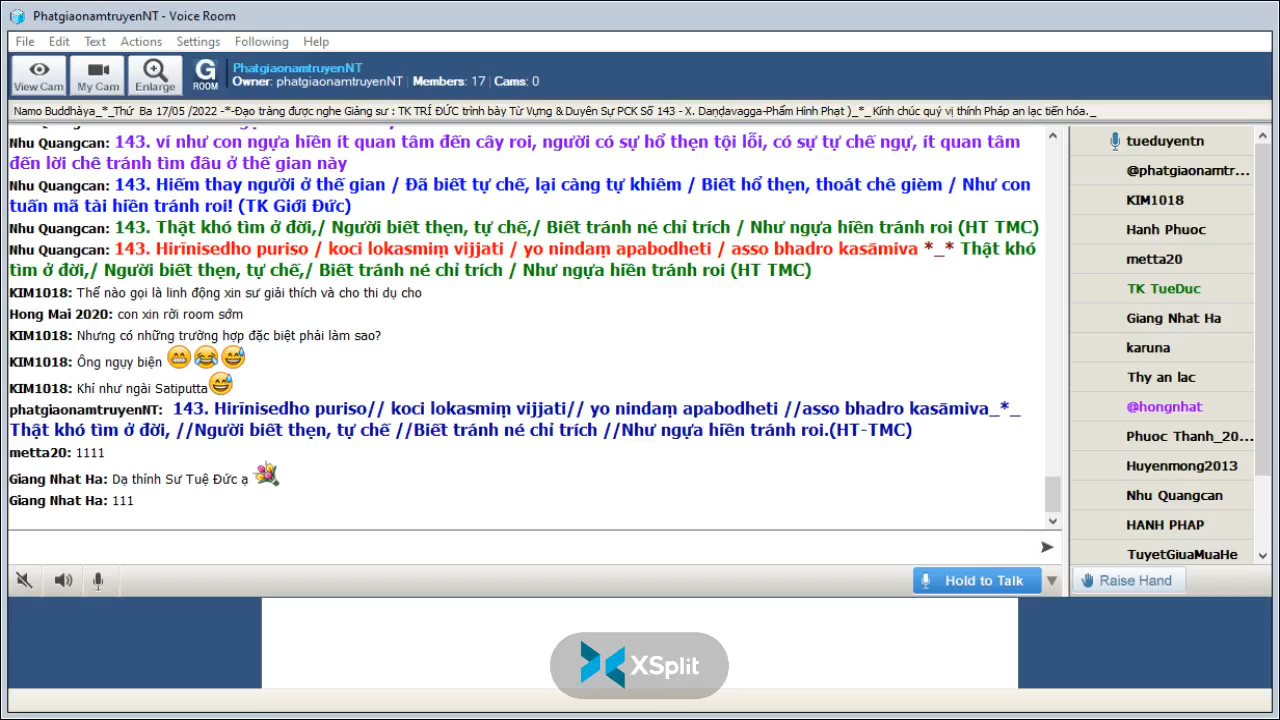 PhatgiaonamtruyenNT - Voice Room
File Edit Text Actions Settings Following Help
View Cam My Cam Enlarge G ROOM
PhatgiaonamtruyenNT
Owner: phatgiaonamtruyenNT | Members: 17 | Cams: 0
Namo Buddhàya_*_Thứ Ba 17/05 /2022 -*-Đạo tràng được nghe Giảng sư : TK TRÍ ĐỨC trình bày Từ Vựng & Duyên Sự PCK Số 143 - X. Daṇḍavagga-Phẩm Hình Phạt )_*_ Kính chúc quý vị thính Pháp an lạc tiến hóa._
Nhu Quangcan: 143. ví như con ngựa hiền ít quan tâm đến cây roi, người có sự hổ thẹn tội lỗi, có sự tự chế ngự, ít quan tâm
đến lời chê tránh tìm đâu ở thế gian này
Nhu Quangcan: 143. Hiếm thay người ở thế gian / Đã biết tự chế, lại càng tự khiêm / Biết hổ thẹn, thoát chê gièm / Như con
tuấn mã tài hiền tránh roi! (TK Giới Đức)
Nhu Quangcan: 143. Thật khó tìm ở đời,/ Người biết thẹn, tự chế,/ Biết tránh né chỉ trích / Như ngựa hiền tránh roi (HT TMC)
Nhu Quangcan: 143. Hirīnisedho puriso / koci lokasmiṃ vijjati / yo nindaṃ apabodheti / asso bhadro kasāmiva *_* Thật khó
tìm ở đời,/ Người biết thẹn, tự chế,/ Biết tránh né chỉ trích / Như ngựa hiền tránh roi (HT TMC)
KIM1018: Thể nào gọi là linh động xin sư giải thích và cho thi dụ cho
Hong Mai 2020: con xin rời room sớm
KIM1018: Nhưng có những trường hợp đặc biệt phải làm sao?
KIM1018: Ông ngụy biện
KIM1018: Khỉ như ngài Satiputta
phatgiaonamtruyenNT: 143. Hirīnisedho puriso// koci lokasmiṃ vijjati// yo nindaṃ apabodheti //asso bhadro kasāmiva_*_
Thật khó tìm ở đời, //Người biết thẹn, tự chế //Biết tránh né chỉ trích //Như ngựa hiền tránh roi.(HT-TMC)
metta20: 1111
Giang Nhat Ha: Dạ thỉnh Sư Tuệ Đức ạ
Giang Nhat Ha: 111
tueduyentn
@phatgiaonamtr...
KIM1018
Hanh Phuoc
metta20
TK TueDuc
Giang Nhat Ha
karuna
Thy an lac
@hongnhat
Phuoc Thanh_20...
Huyenmong2013
Nhu Quangcan
HANH PHAP
TuyetGiuaMuaHe
Hold to Talk
Raise Hand
XSplit